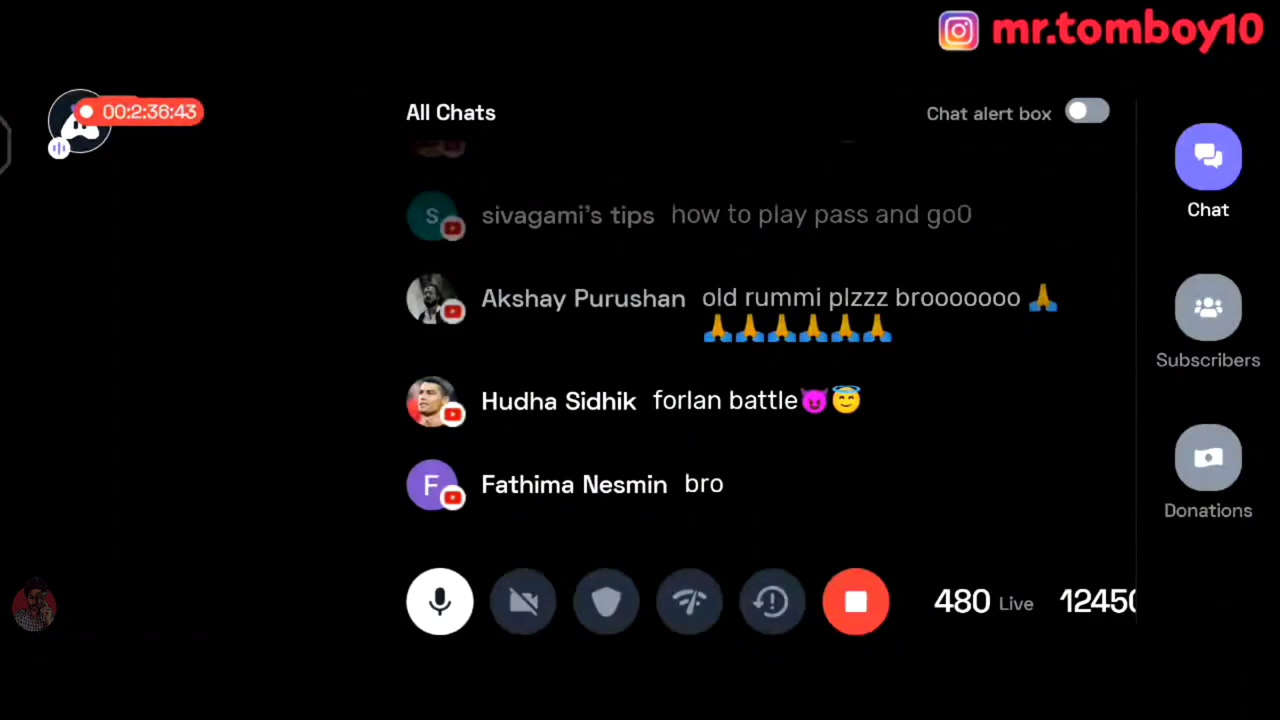 mr.tomboy10
00:2:36:43
All Chats
Chat alert box
S sivagami's tips how to play pass and go0
Akshay Purushan old rummi plzzz brooooooo 🙏
🙏🙏🙏🙏🙏🙏
Hudha Sidhik forlan battle😈😇
F Fathima Nesmin bro
Chat
Subscribers
Donations
480 Live
12450